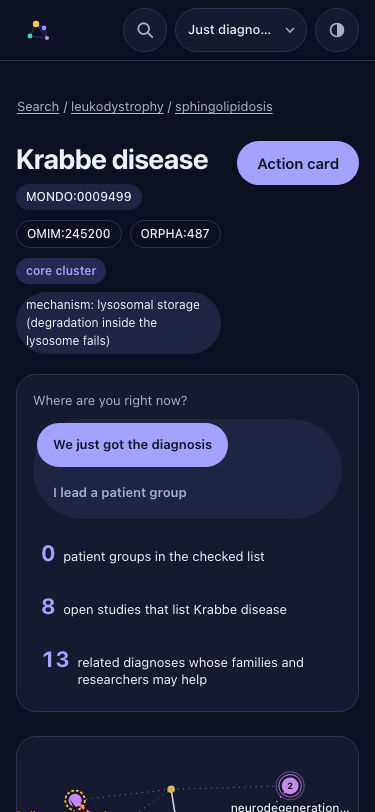 Just diagno...
Search / leukodystrophy / sphingolipidosis
Krabbe disease
Action card
MONDO:0009499
OMIM:245200
ORPHA:487
core cluster
mechanism: lysosomal storage
(degradation inside the
lysosome fails)
Where are you right now?
We just got the diagnosis
I lead a patient group
0 patient groups in the checked list
8 open studies that list Krabbe disease
13 related diagnoses whose families and
researchers may help
2
neurodegeneration...